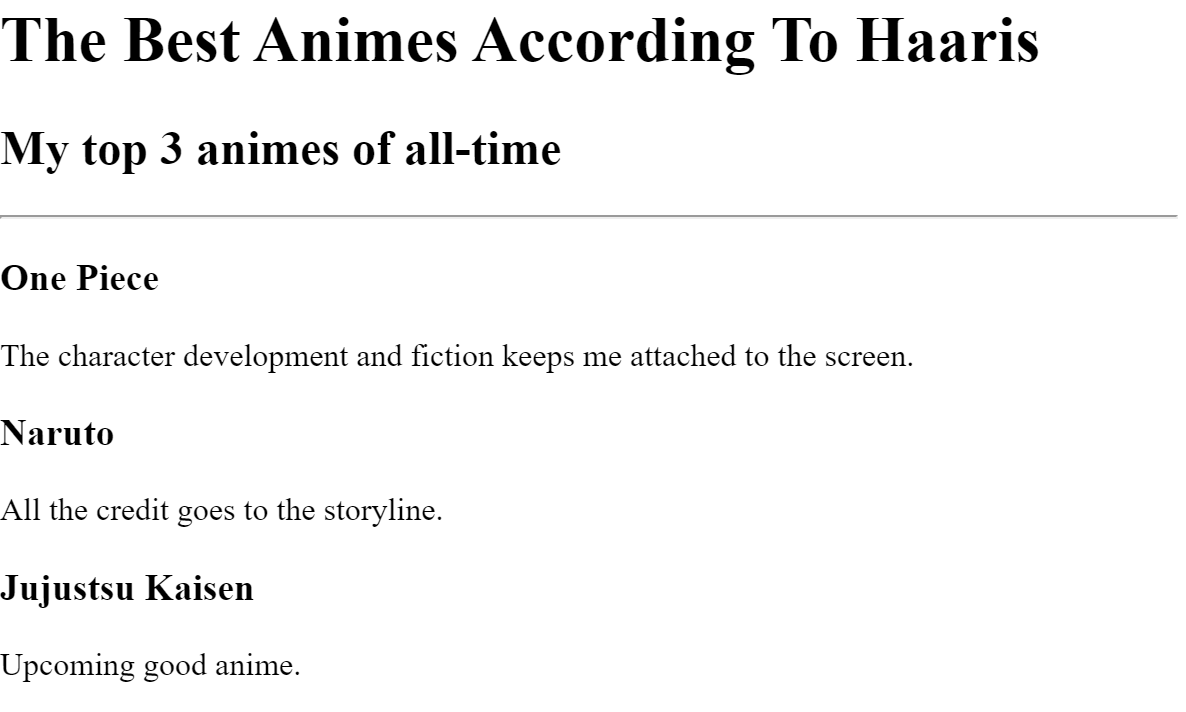 The Best Animes According To Haaris
My top 3 animes of all-time
One Piece
The character development and fiction keeps me attached to the screen.
Naruto
All the credit goes to the storyline.
Jujustsu Kaisen
Upcoming good anime.